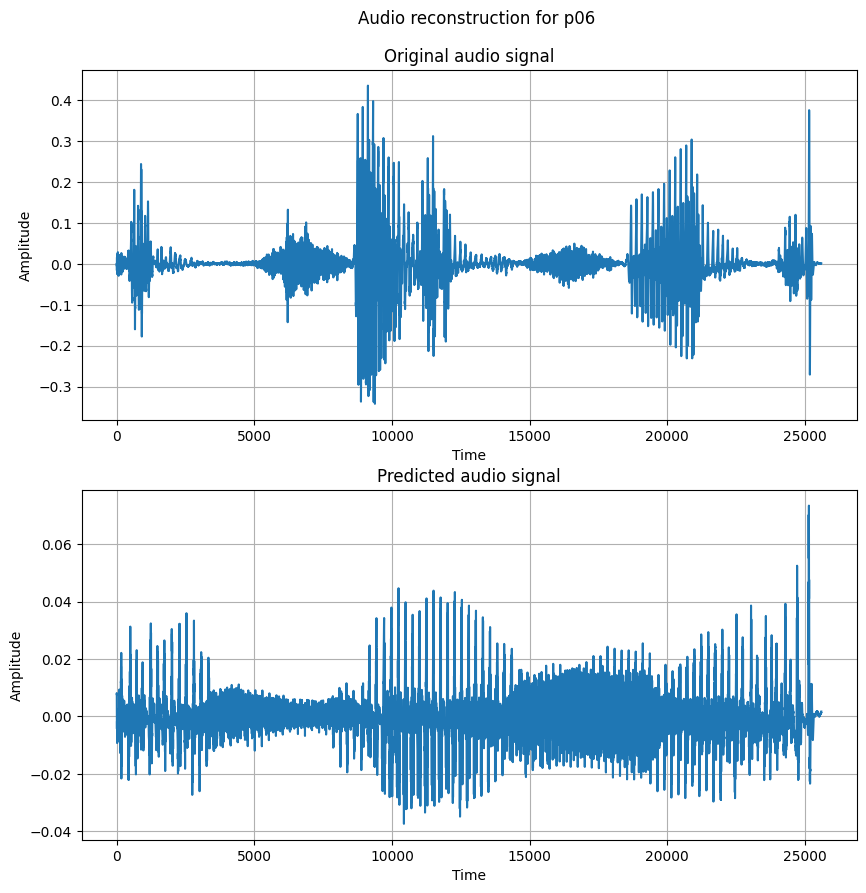 Audio reconstruction for p06
Original audio signal
0.4
0.3
0.2
0.1
0.0
−0.1
−0.2
−0.3
Amplitude
0 5000 10000 15000 20000 25000
Time
Predicted audio signal
0.06
0.04
0.02
0.00
−0.02
−0.04
Amplitude
0 5000 10000 15000 20000 25000
Time